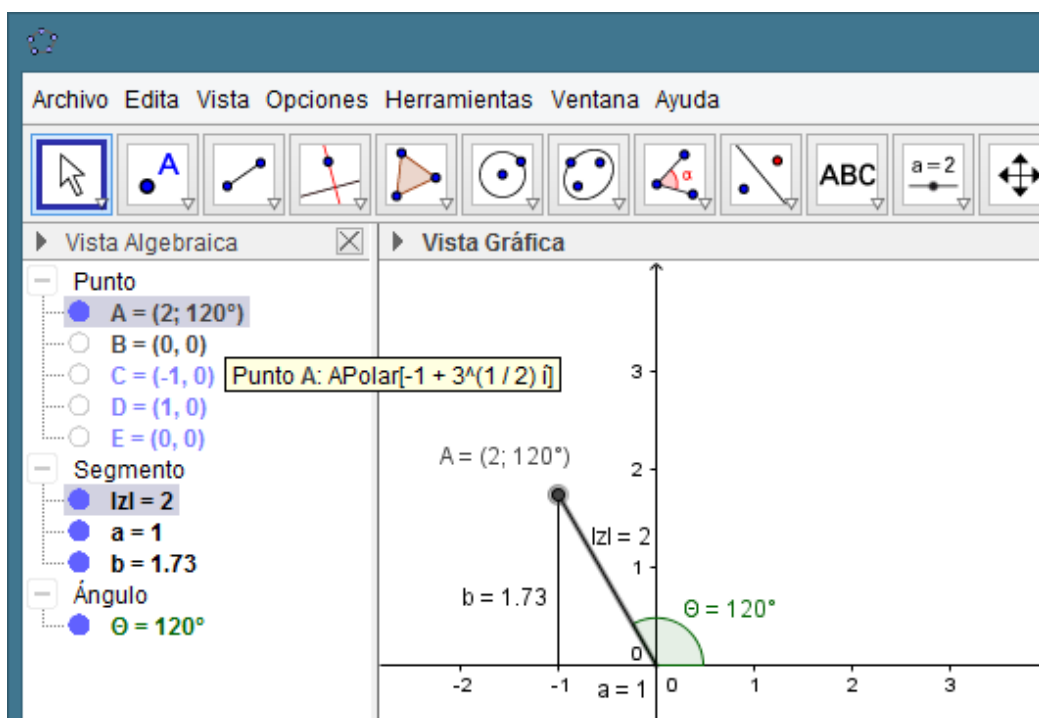 Archivo Edita Vista Opciones Herramientas Ventana Ayuda
A
α
ABC
a = 2
Vista Algebraica
Punto
A = (2; 120°)
B = (0, 0)
C = (-1, 0)
D = (1, 0)
E = (0, 0)
Punto A: APolar[-1 + 3^(1 / 2) í]
Segmento
|z| = 2
a = 1
b = 1.73
Ángulo
Θ = 120°
Vista Gráfica
3
A = (2; 120°)
2
|z| = 2
1
b = 1.73
Θ = 120°
0
-2 -1 a = 1 0 1 2 3